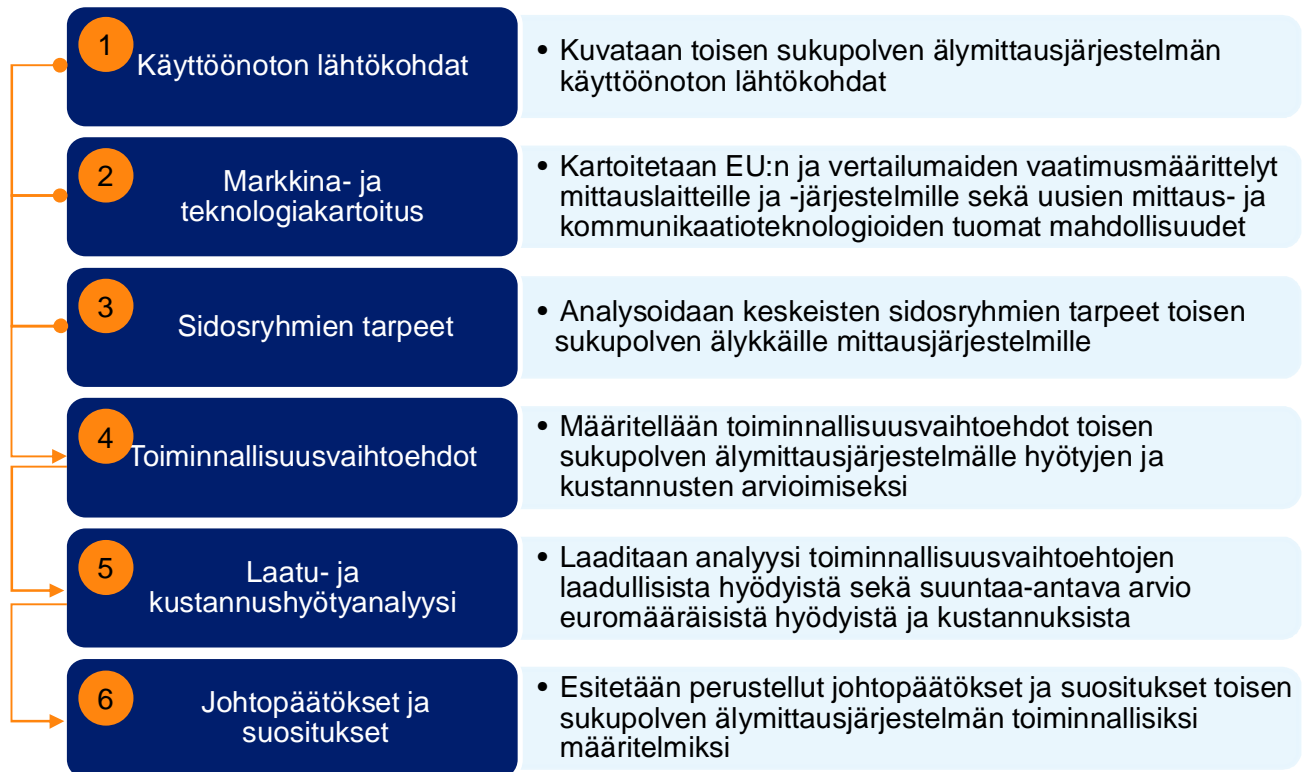 1
Käyttöönoton lähtökohdat
• Kuvataan toisen sukupolven älymittausjärjestelmän
käyttöönoton lähtökohdat
2
Markkina- ja
teknologiakartoitus
• Kartoitetaan EU:n ja vertailumaiden vaatimusmäärittelyt
mittauslaitteille ja -järjestelmille sekä uusien mittaus- ja
kommunikaatioteknologioiden tuomat mahdollisuudet
3
Sidosryhmien tarpeet
• Analysoidaan keskeisten sidosryhmien tarpeet toisen
sukupolven älykkäille mittausjärjestelmille
4
Toiminnallisuusvaihtoehdot
• Määritellään toiminnallisuusvaihtoehdot toisen
sukupolven älymittausjärjestelmälle hyötyjen ja
kustannusten arvioimiseksi
5
Laatu- ja
kustannushyötyanalyysi
• Laaditaan analyysi toiminnallisuusvaihtoehtojen
laadullisista hyödyistä sekä suuntaa-antava arvio
euromääräisistä hyödyistä ja kustannuksista
6
Johtopäätökset ja
suositukset
• Esitetään perustellut johtopäätökset ja suositukset toisen
sukupolven älymittausjärjestelmän toiminnallisiksi
määritelmiksi